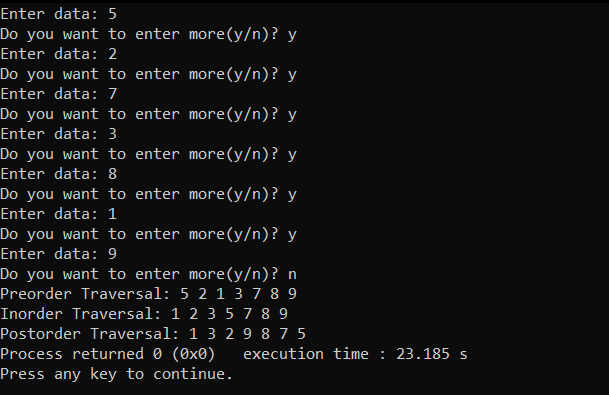 Enter data: 5
Do you want to enter more(y/n)? y
Enter data: 2
Do you want to enter more(y/n)? y
Enter data: 7
Do you want to enter more(y/n)? y
Enter data: 3
Do you want to enter more(y/n)? y
Enter data: 8
Do you want to enter more(y/n)? y
Enter data: 1
Do you want to enter more(y/n)? y
Enter data: 9
Do you want to enter more(y/n)? n
Preorder Traversal: 5 2 1 3 7 8 9
Inorder Traversal: 1 2 3 5 7 8 9
Postorder Traversal: 1 3 2 9 8 7 5
Process returned 0 (0x0)   execution time : 23.185 s
Press any key to continue.